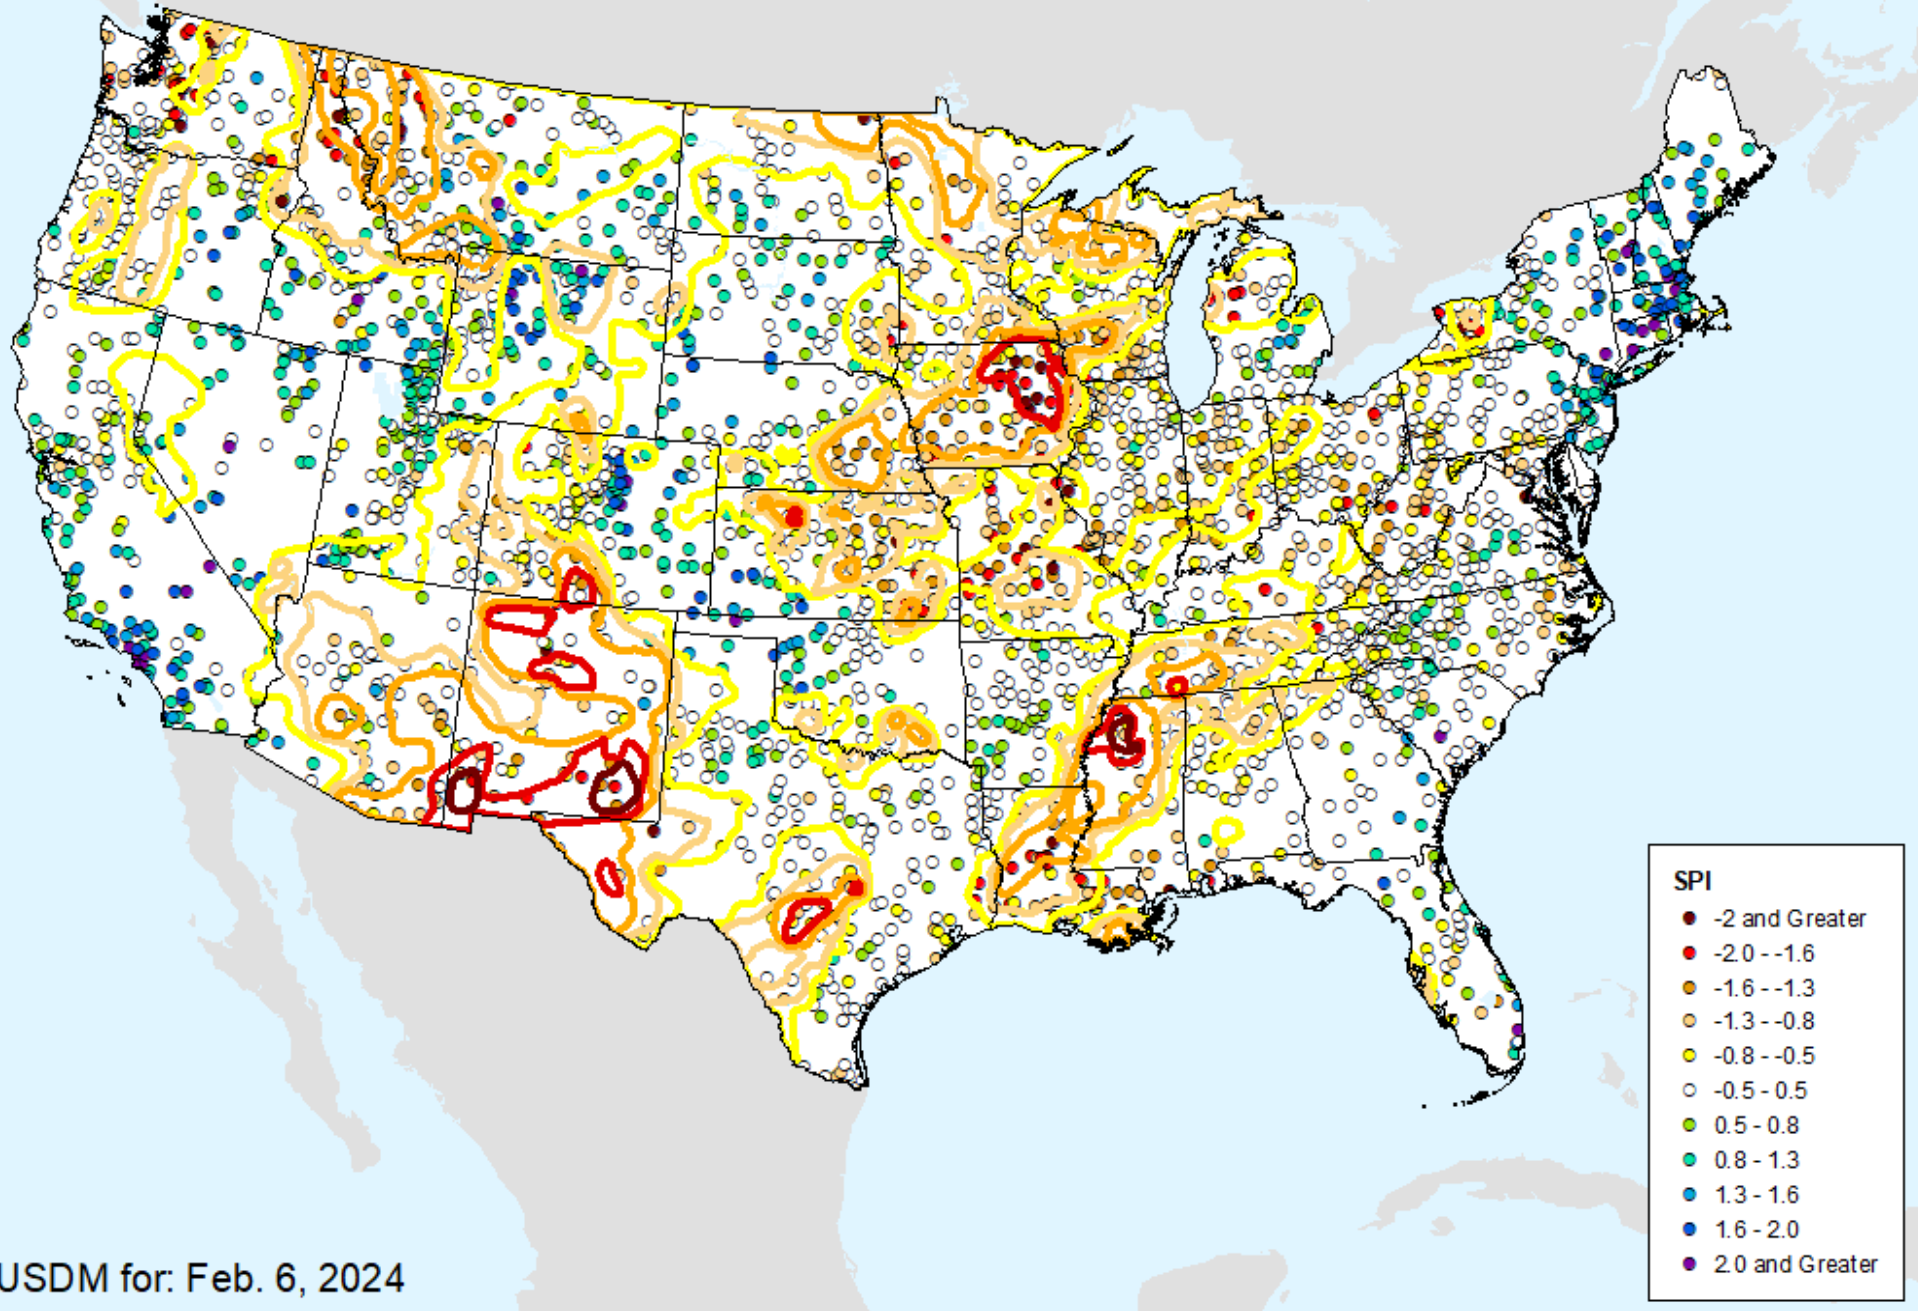 SPI
-2 and Greater
-2.0 - -1.6
-1.6 - -1.3
-1.3 - -0.8
-0.8 - -0.5
-0.5 - 0.5
0.5 - 0.8
0.8 - 1.3
1.3 - 1.6
1.6 - 2.0
2.0 and Greater
USDM for: Feb. 6, 2024